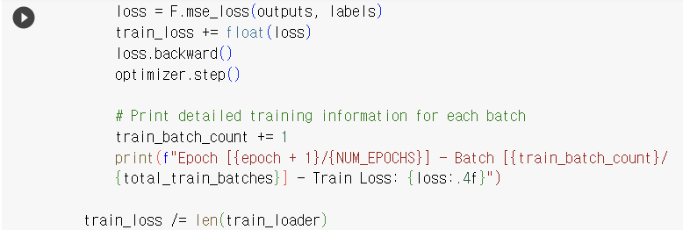 loss = F.mse_loss(outputs, labels)
train_loss += float(loss)
loss.backward()
optimizer.step()
# Print detailed training information for each batch
train_batch_count += 1
print(f"Epoch [{epoch + 1}/{NUM_EPOCHS}] - Batch [{train_batch_count}/
{total_train_batches}] - Train Loss: {loss:.4f}")
train_loss /= len(train_loader)